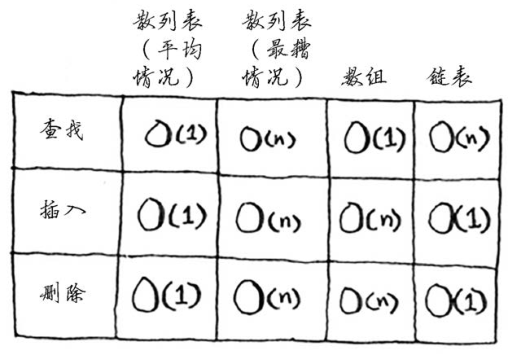 散列表
散列表
（平均
（最糟
情况）
情况）
数组
链表
查找
O(1)
O(n)
O(1)
O(n)
插入
O(1)
O(n)
O(n)
O(1)
删除
O(1)
O(n)
O(n)
O(1)